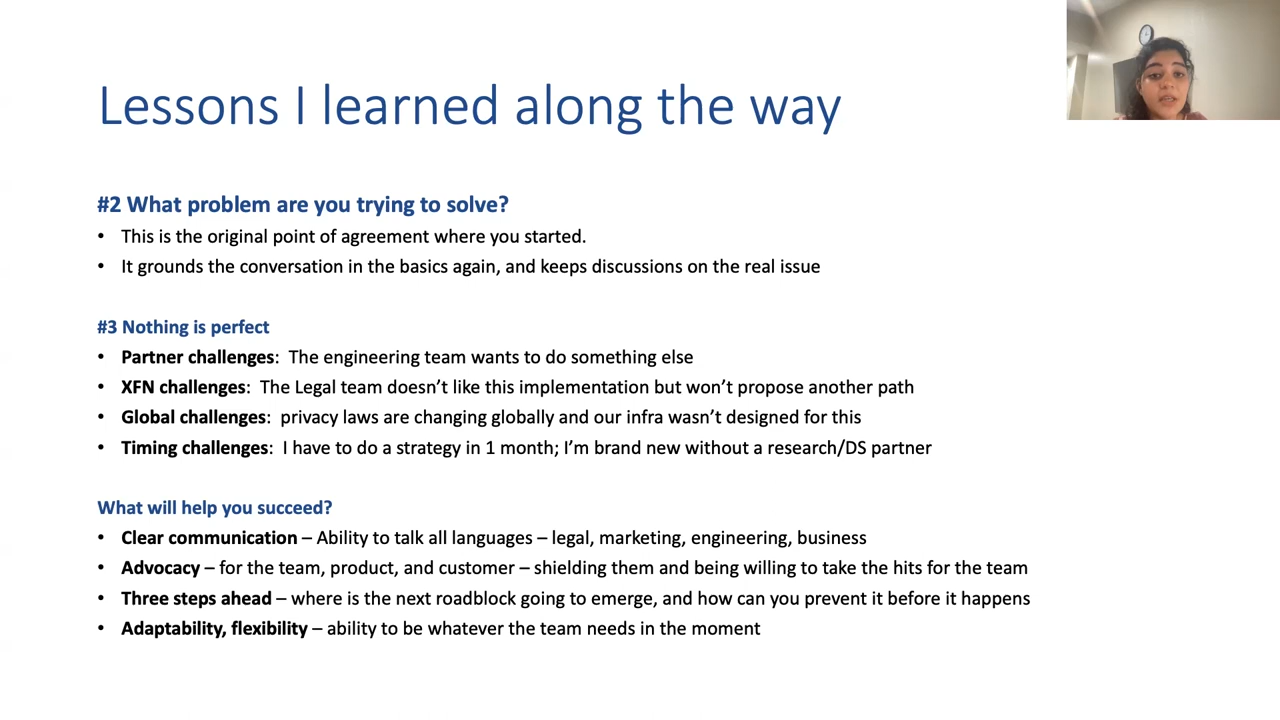 Lessons I learned along the way
#2 What problem are you trying to solve?
• This is the original point of agreement where you started.
• It grounds the conversation in the basics again, and keeps discussions on the real issue
#3 Nothing is perfect
• Partner challenges:  The engineering team wants to do something else
• XFN challenges:  The Legal team doesn’t like this implementation but won’t propose another path
• Global challenges:  privacy laws are changing globally and our infra wasn’t designed for this
• Timing challenges:  I have to do a strategy in 1 month; I’m brand new without a research/DS partner
What will help you succeed?
• Clear communication – Ability to talk all languages – legal, marketing, engineering, business
• Advocacy – for the team, product, and customer – shielding them and being willing to take the hits for the team
• Three steps ahead – where is the next roadblock going to emerge, and how can you prevent it before it happens
• Adaptability, flexibility – ability to be whatever the team needs in the moment